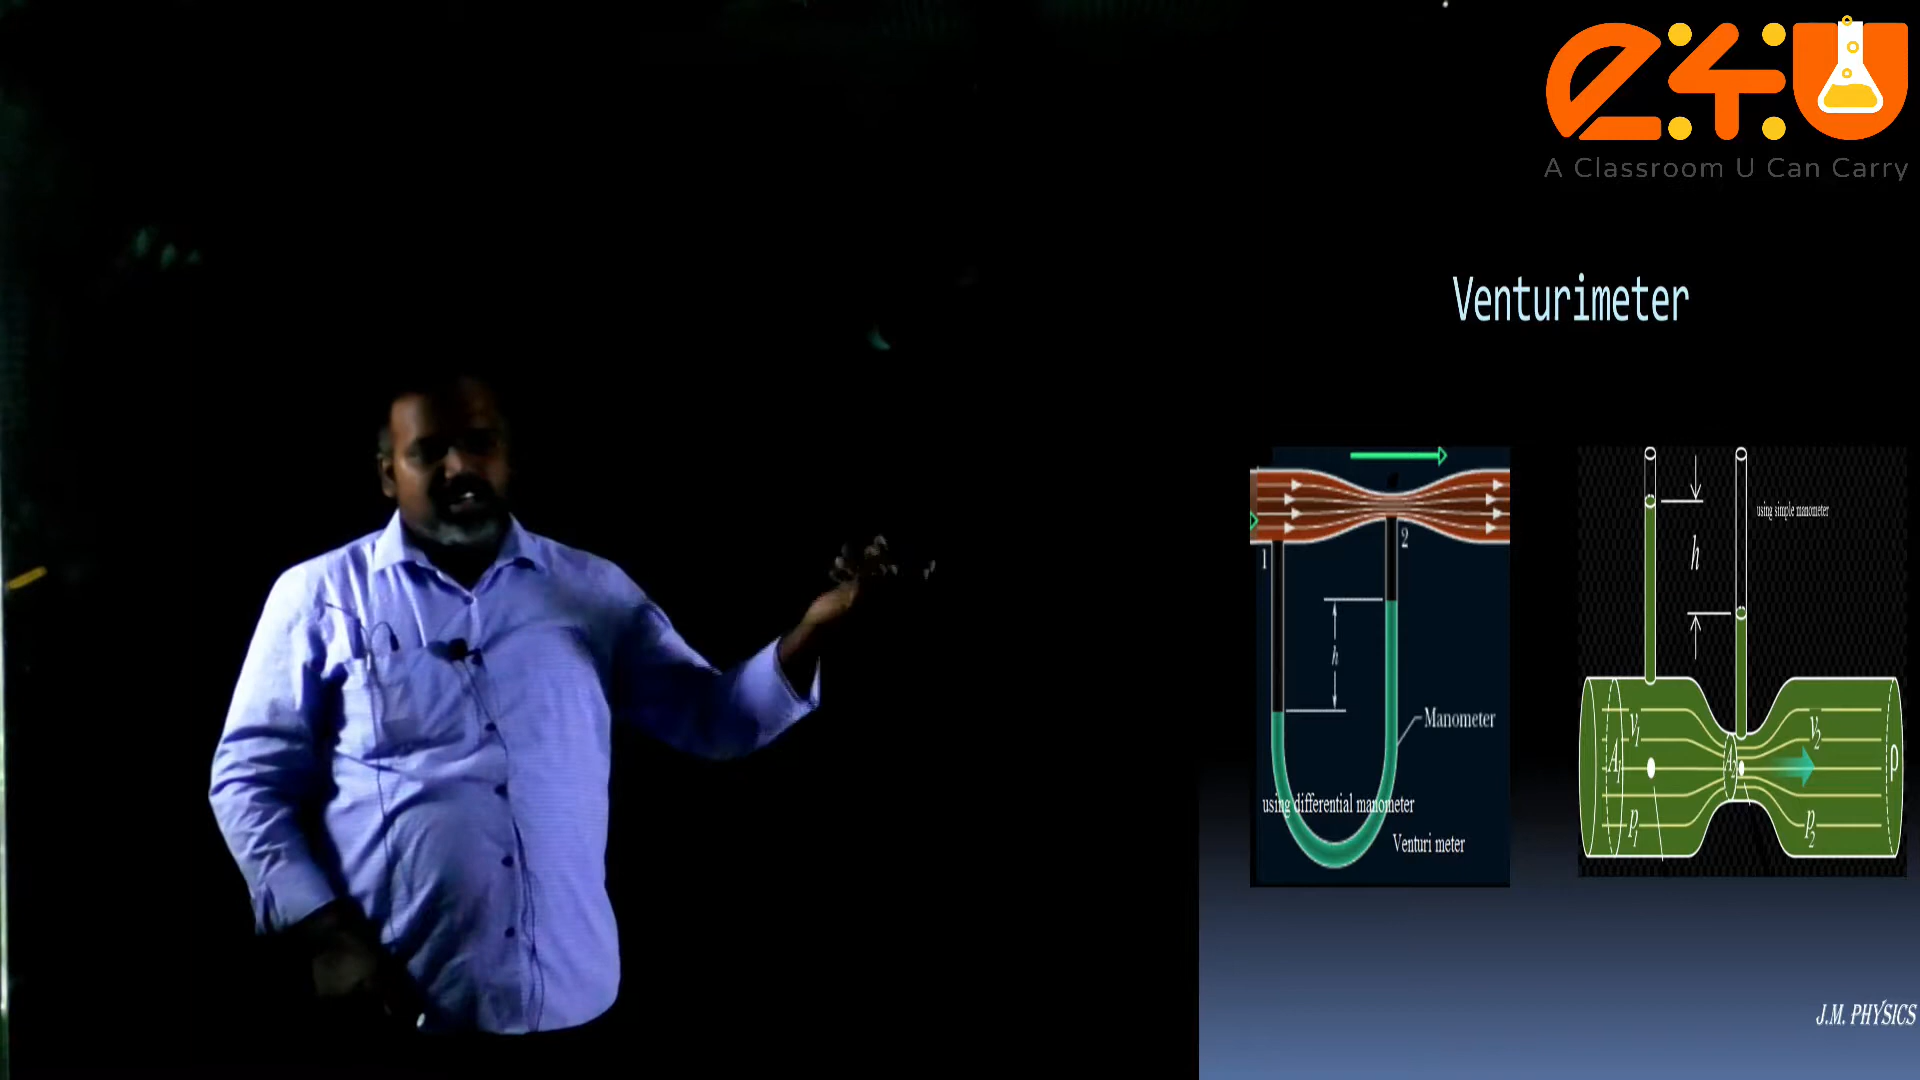 e4U
A Classroom U Can Carry
Venturimeter
1
2
h
Manometer
using differential manometer
Venturi meter
using simple manometer
h
v₁
v₂
A₁
A₂
ρ
p₁
p₂
J.M. PHYSICS